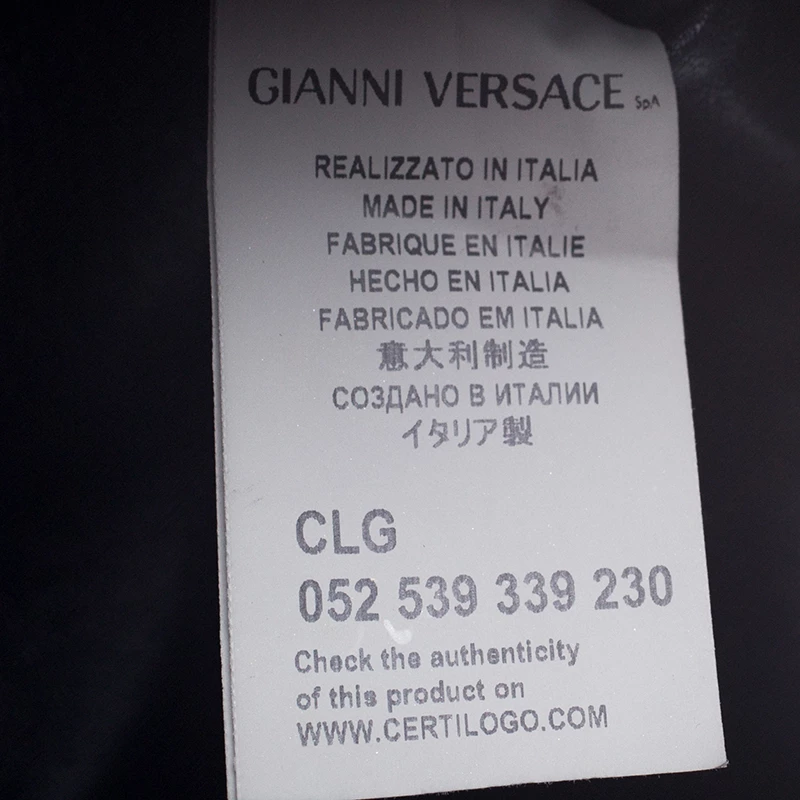 GIANNI VERSACE SpA
REALIZZATO IN ITALIA
MADE IN ITALY
FABRIQUE EN ITALIE
HECHO EN ITALIA
FABRICADO EM ITALIA
意大利制造
СОЗДАНО В ИТАЛИИ
イタリア製
CLG
052 539 339 230
Check the authenticity
of this product on
WWW.CERTILOGO.COM